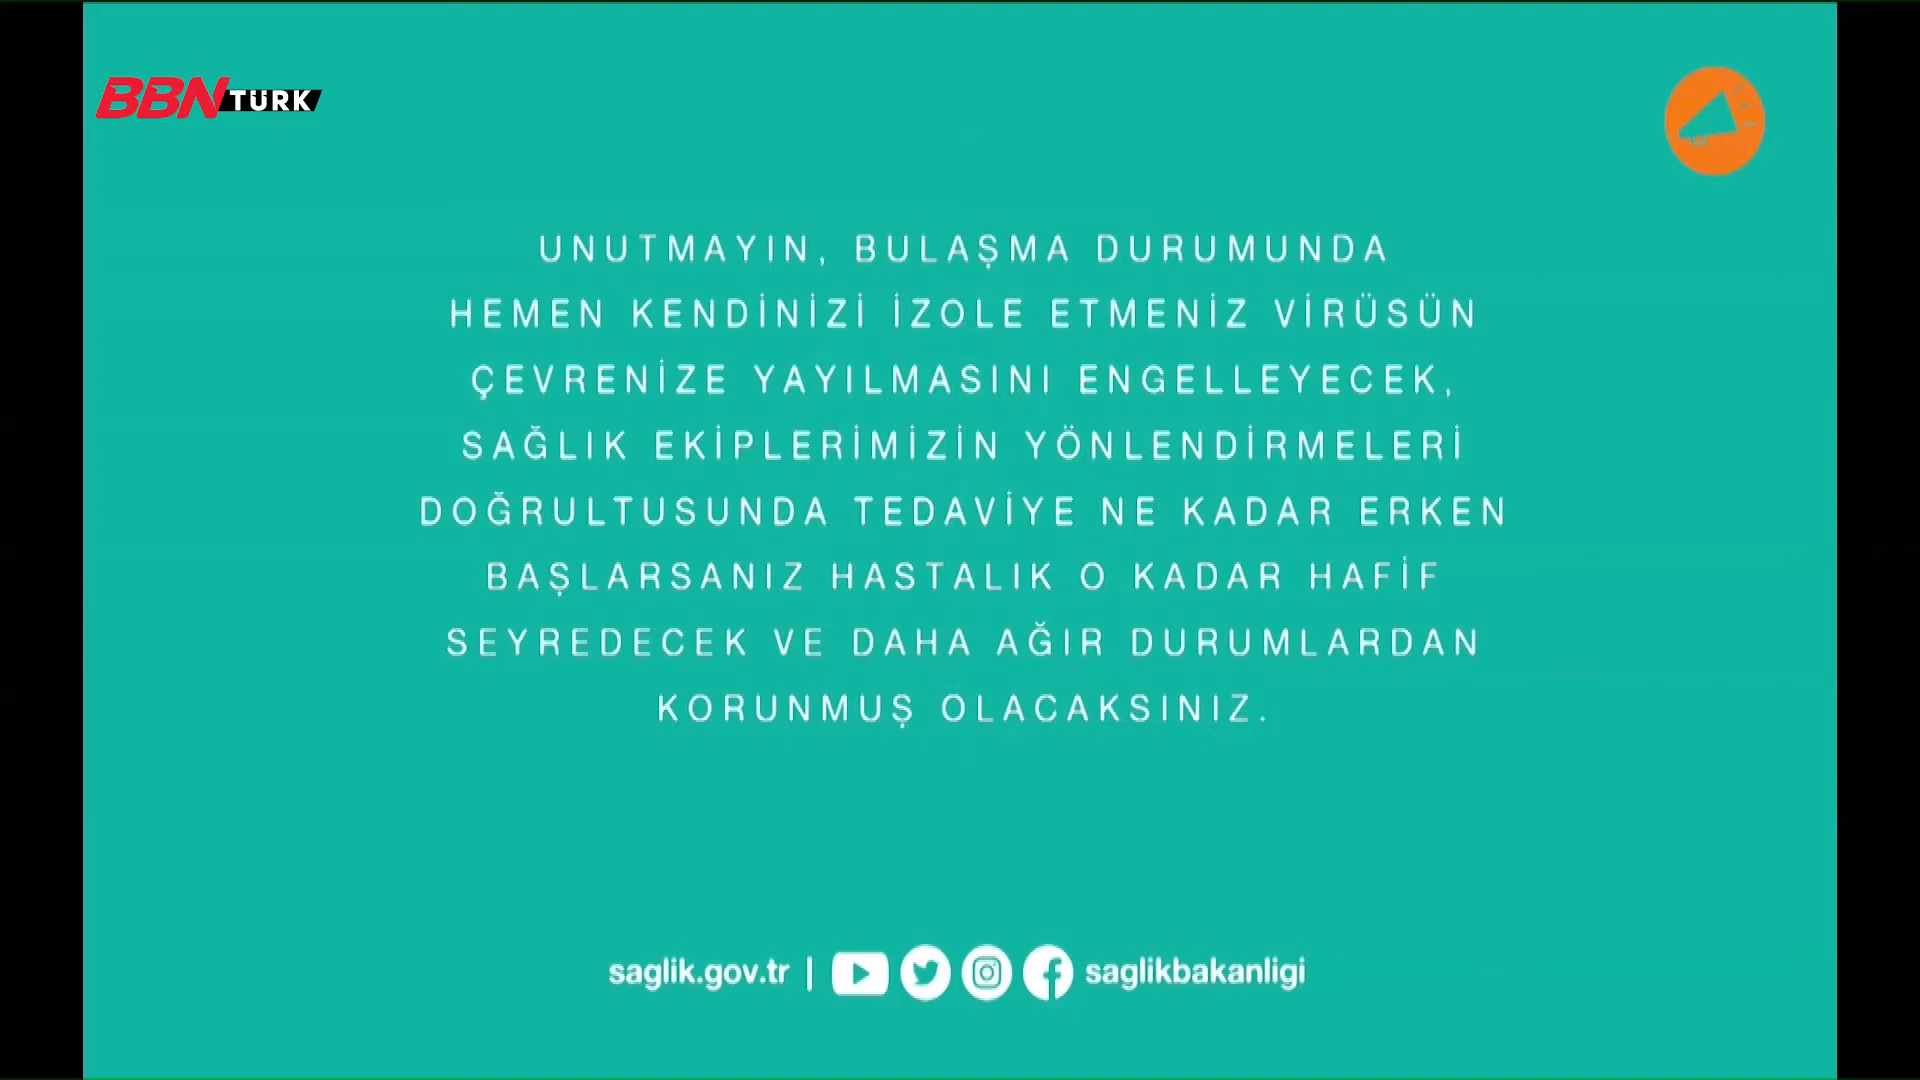 BBN TÜRK
UNUTMAYIN, BULAŞMA DURUMUNDA
HEMEN KENDİNİZİ İZOLE ETMENİZ VİRÜSÜN
ÇEVRENİZE YAYILMASINI ENGELLEYECEK,
SAĞLIK EKİPLERİMİZİN YÖNLENDİRMELERİ
DOĞRULTUSUNDA TEDAVİYE NE KADAR ERKEN
BAŞLARSANIZ HASTALIK O KADAR HAFİF
SEYREDECEK VE DAHA AĞIR DURUMLARDAN
KORUNMUŞ OLACAKSINIZ.
saglik.gov.tr | saglikbakanligi